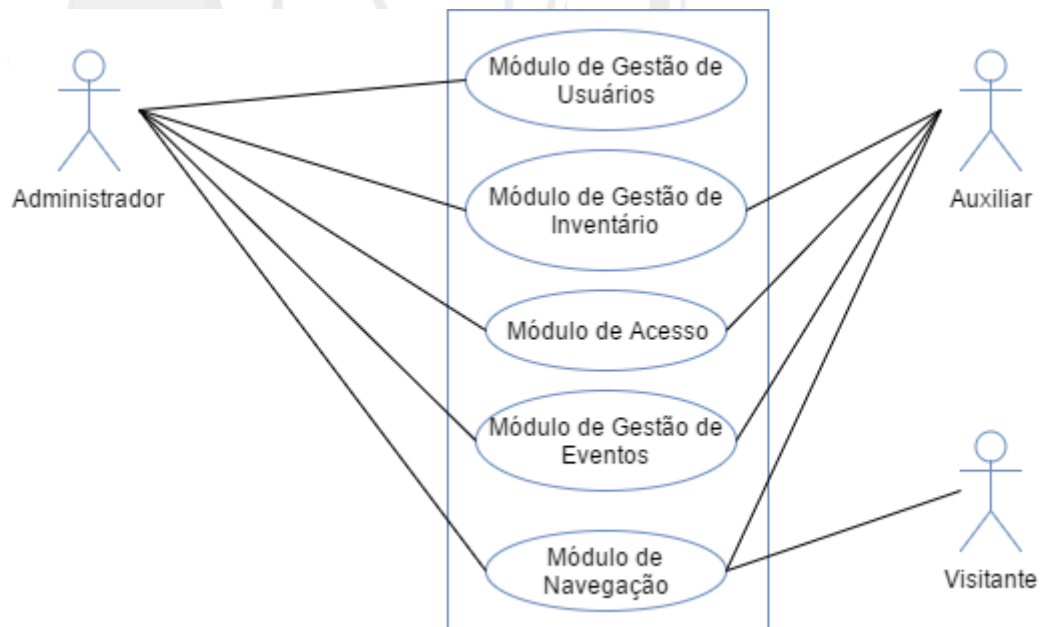 Módulo de Gestão de
Usuários
Administrador
Módulo de Gestão de
Inventário
Auxiliar
Módulo de Acesso
Módulo de Gestão de
Eventos
Módulo de
Navegação
Visitante